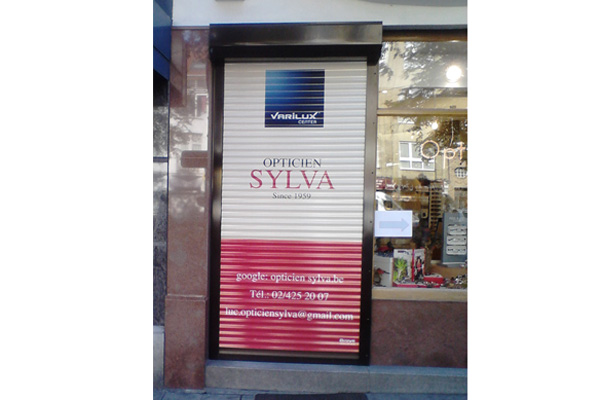 VARILUX
CENTER
OPTICIEN
SYLVA
Since 1959
google: opticien sylva.be
Tél.: 02/425 20 07
luc.opticiensylva@gmail.com
Opt